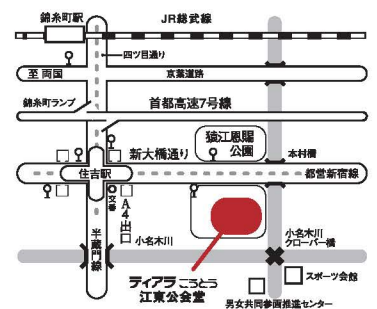 錦糸町駅
JR総武線
四ツ目通り
至 両国
京葉道路
錦糸町ランプ
首都高速7号線
猿江恩賜
公園
新大橋通り
本村橋
住吉駅
都営新宿線
交番
A4出口
半蔵門線
小名木川
小名木川
クローバー橋
ティアラこうとう
江東公会堂
スポーツ会館
男女共同参画推進センター